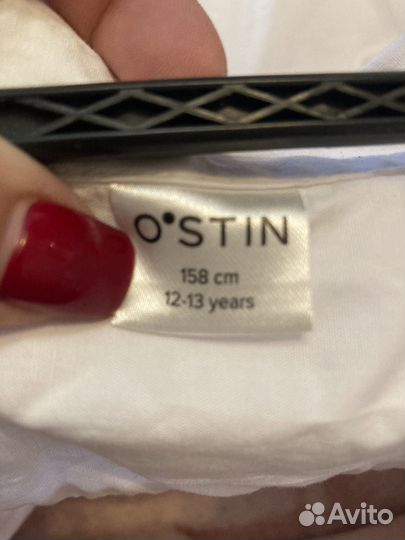 O•STIN
158 cm
12-13 years
Avito